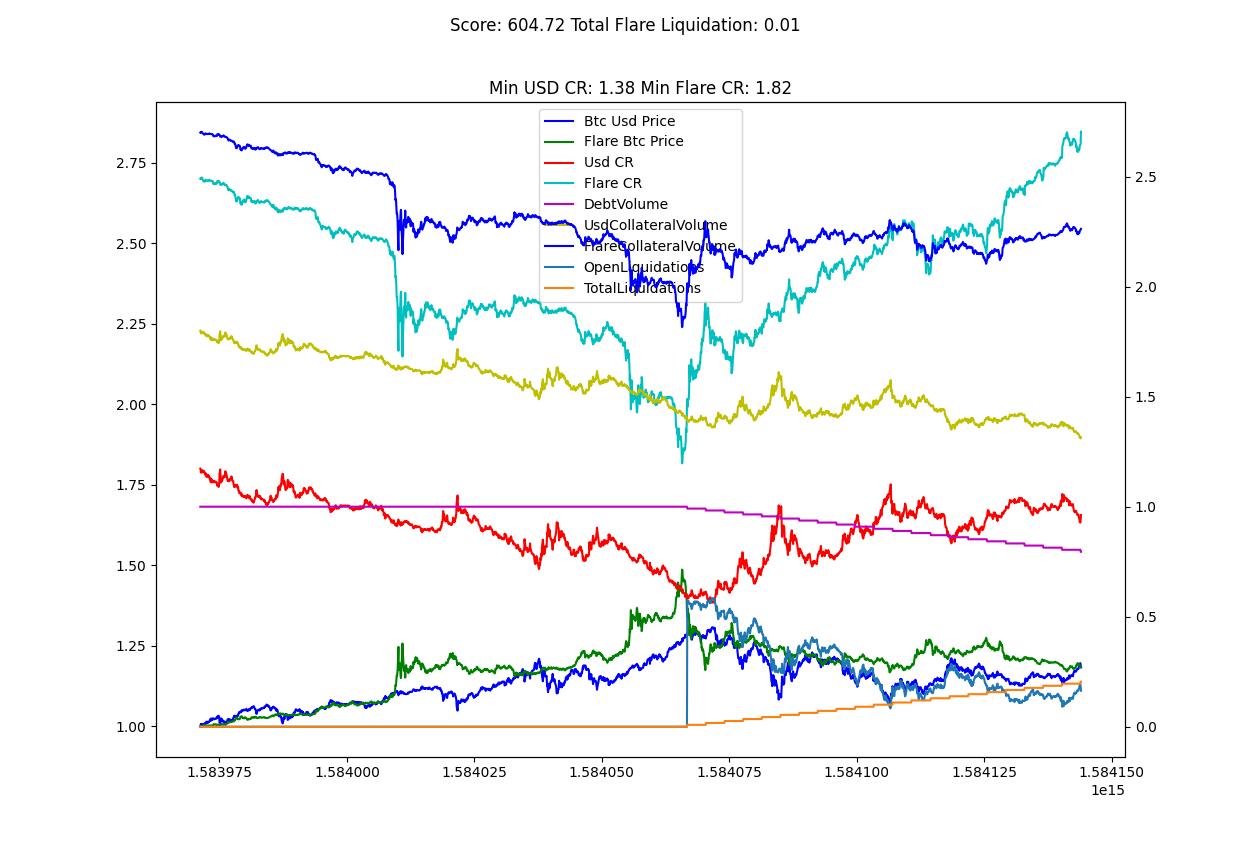 Score: 604.72 Total Flare Liquidation: 0.01
Min USD CR: 1.38 Min Flare CR: 1.82
Btc Usd Price
Flare Btc Price
Usd CR
Flare CR
DebtVolume
UsdCollateralVolume
FlareCollateralVolume
OpenLiquidations
TotalLiquidations
2.75
2.50
2.25
2.00
1.75
1.50
1.25
1.00
2.5
2.0
1.5
1.0
0.5
0.0
1.583975 1.584000 1.584025 1.584050 1.584075 1.584100 1.584125 1.584150
1e15